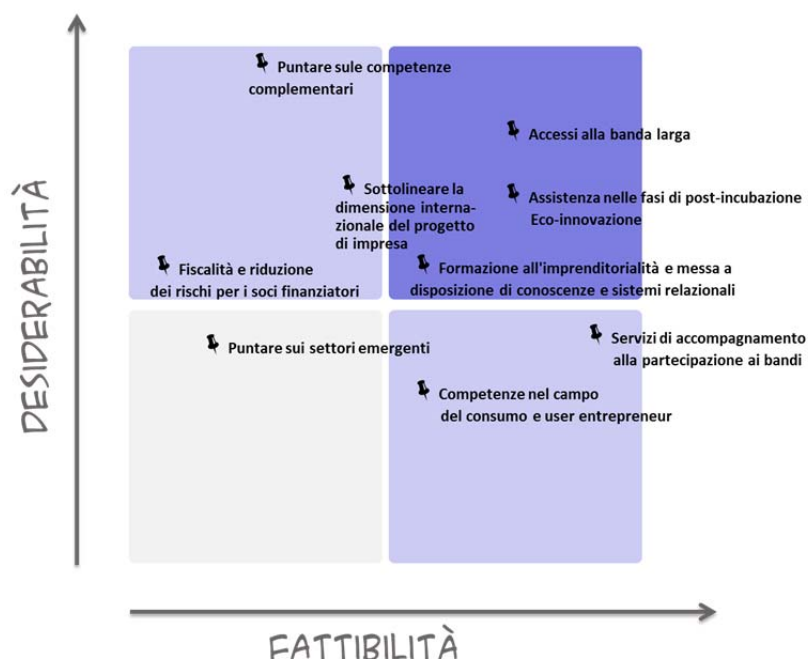 DESIDERABILITÀ
Puntare sulle competenze
complementari
Accessi alla banda larga
Sottolineare la
dimensione interna-
zionale del progetto
di impresa
Assistenza nelle fasi di post-incubazione
Eco-innovazione
Fiscalità e riduzione
dei rischi per i soci finanziatori
Formazione all'imprenditorialità e messa a
disposizione di conoscenze e sistemi relazionali
Puntare sui settori emergenti
Servizi di accompagnamento
alla partecipazione ai bandi
Competenze nel campo
del consumo e user entrepreneur
FATTIBILITÀ